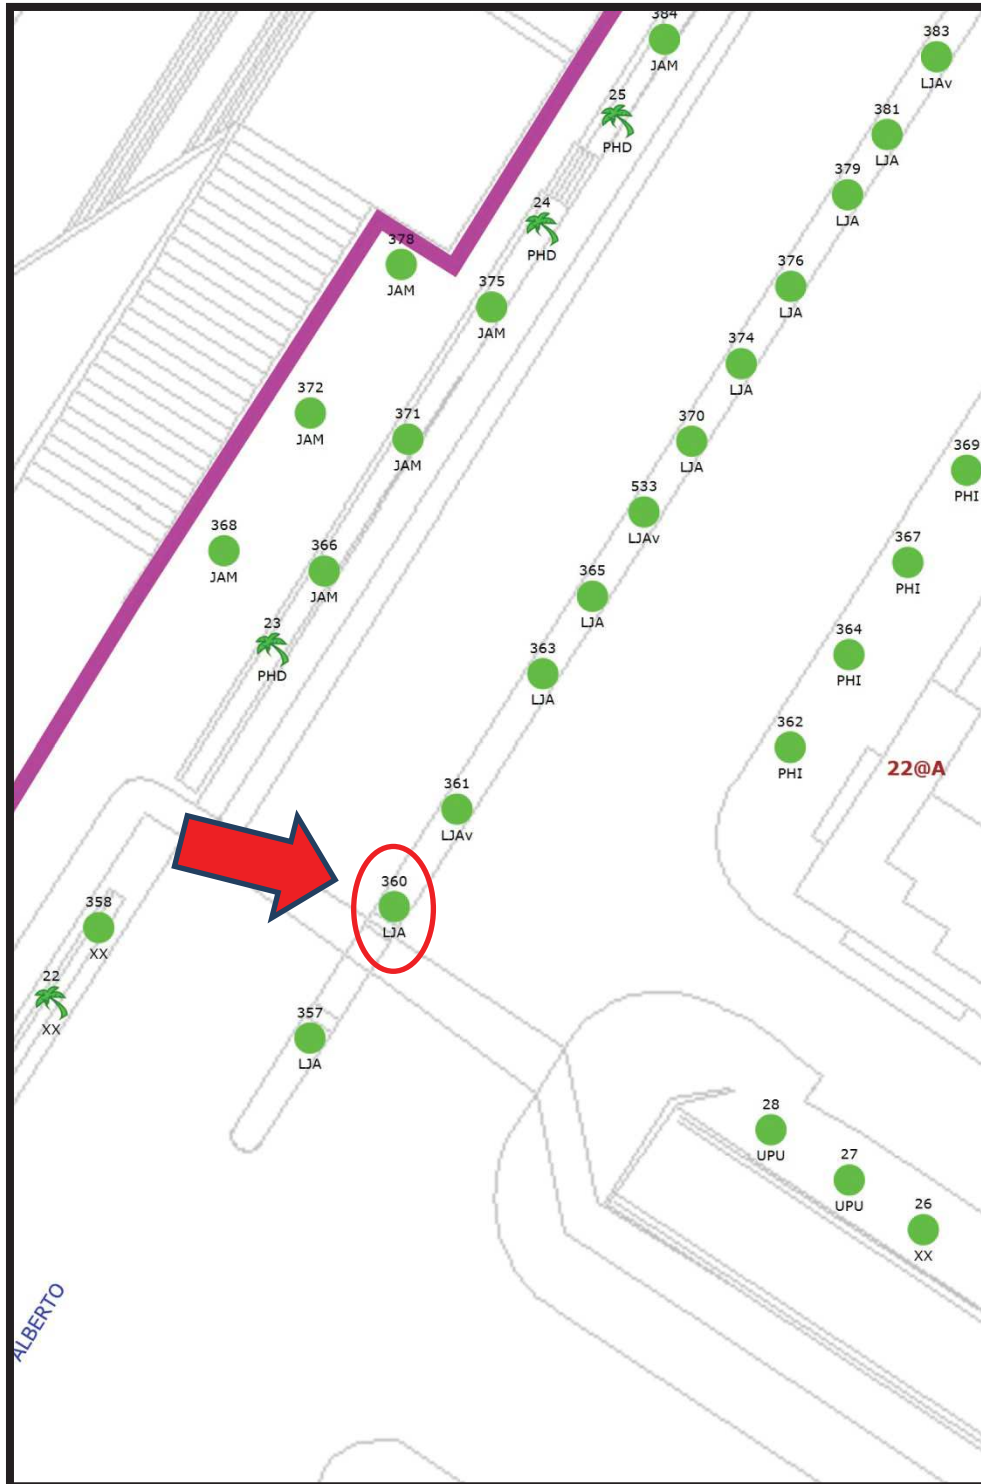 384
JAM
383
LJAv
25
PHD
381
LJA
379
LJA
24
PHD
378
JAM
375
JAM
376
LJA
374
LJA
372
JAM
371
JAM
370
LJA
369
PHI
533
LJAv
368
JAM
366
JAM
367
PHI
365
LJA
23
PHD
364
PHI
363
LJA
362
PHI
22@A
361
LJAv
360
LJA
358
XX
22
XX
357
LJA
28
UPU
27
UPU
26
XX
ALBERTO